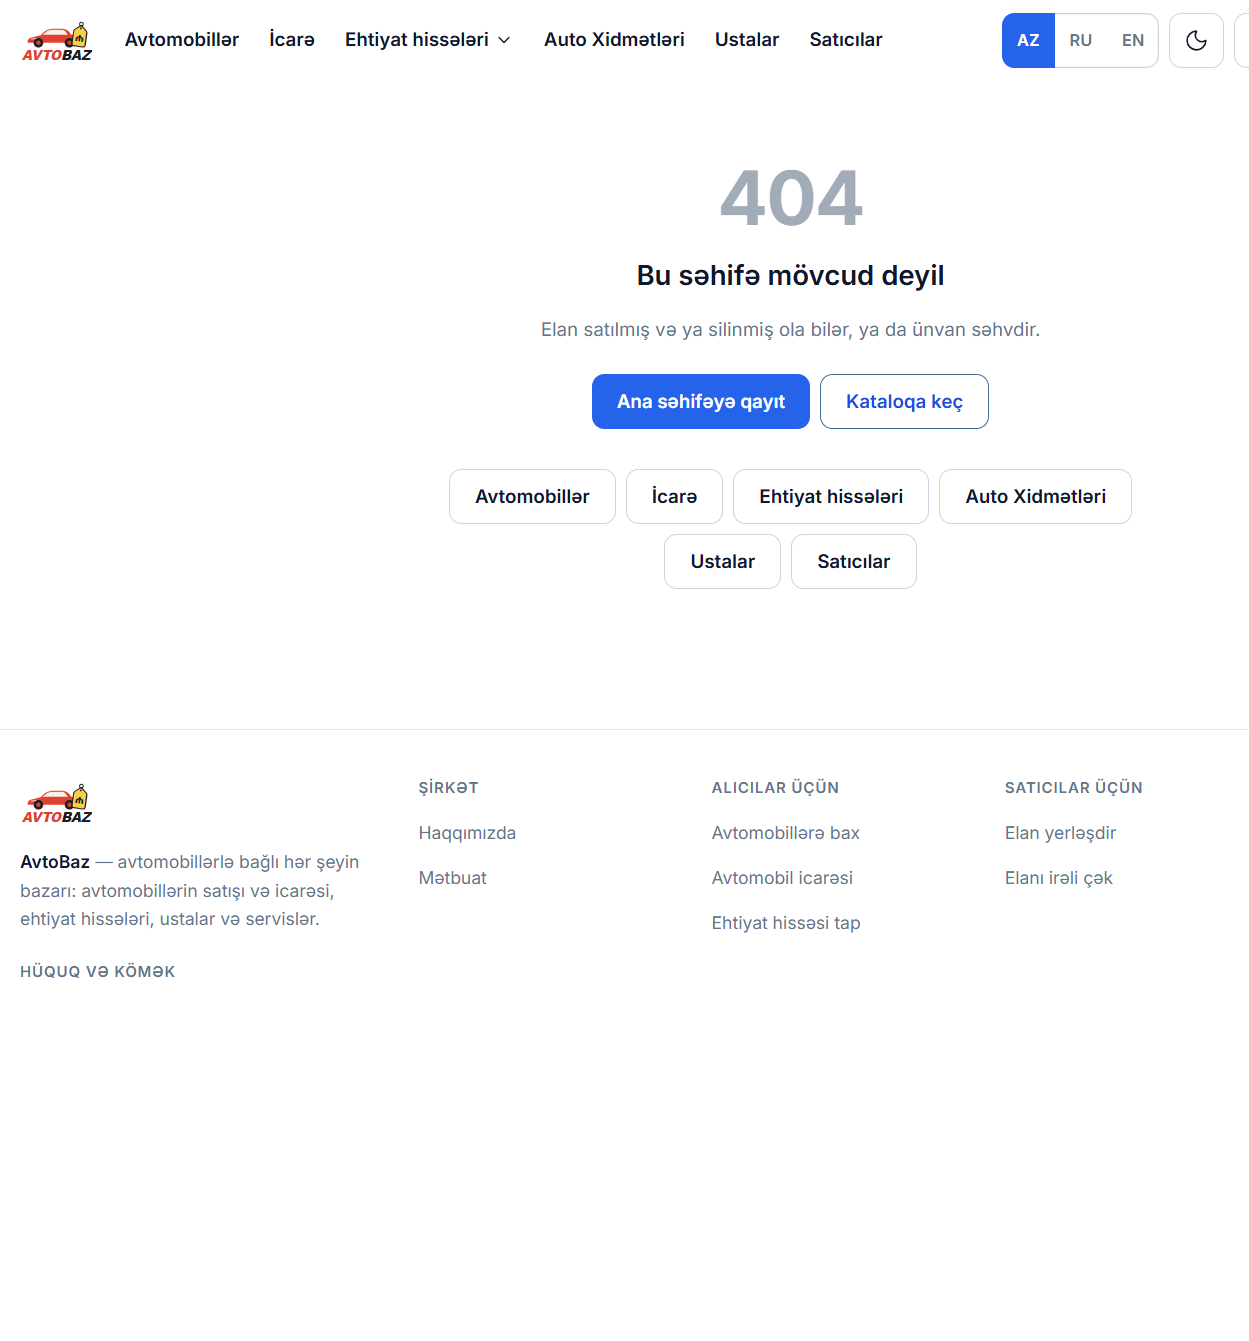 AVTOBAZ
Avtomobillər
İcarə
Ehtiyat hissələri
Auto Xidmətləri
Ustalar
Satıcılar
AZ
RU
EN
404
Bu səhifə mövcud deyil
Elan satılmış və ya silinmiş ola bilər, ya da ünvan səhvdir.
Ana səhifəyə qayıt
Kataloqa keç
Avtomobillər
İcarə
Ehtiyat hissələri
Auto Xidmətləri
Ustalar
Satıcılar
AVTOBAZ
AvtoBaz — avtomobillərlə bağlı hər şeyin
bazarı: avtomobillərin satışı və icarəsi,
ehtiyat hissələri, ustalar və servislər.
ŞİRKƏT
Haqqımızda
Mətbuat
ALICILAR ÜÇÜN
Avtomobillərə bax
Avtomobil icarəsi
Ehtiyat hissəsi tap
SATICILAR ÜÇÜN
Elan yerləşdir
Elanı irəli çək
HÜQUQ VƏ KÖMƏK